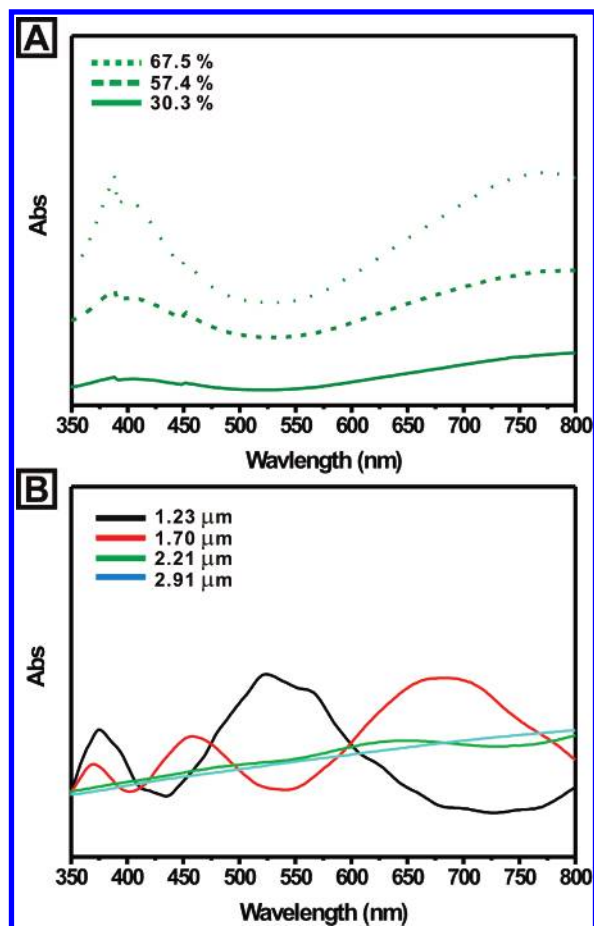 A
67.5 %
57.4 %
30.3 %
Abs
350 400 450 500 550 600 650 700 750 800
Wavlength (nm)
B
1.23 μm
1.70 μm
2.21 μm
2.91 μm
Abs
350 400 450 500 550 600 650 700 750 800
Wavelength (nm)